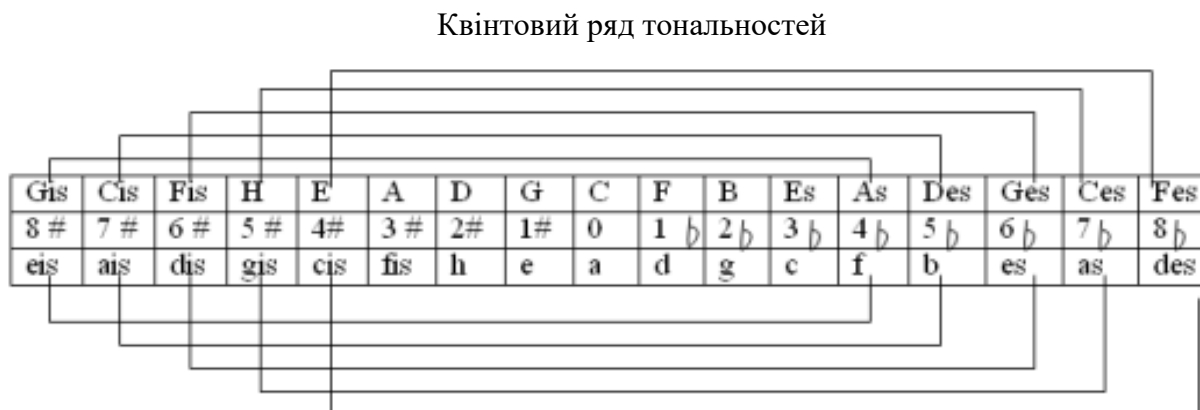 Квінтовий ряд тональностей
Gis Cis Fis H E A D G C F B Es As Des Ges Ces Fes
8 # 7 # 6 # 5 # 4# 3 # 2# 1# 0 1 ♭ 2♭ 3♭ 4♭ 5♭ 6♭ 7♭ 8♭
eis ais dis gis cis fis h e a d g c f b es as des